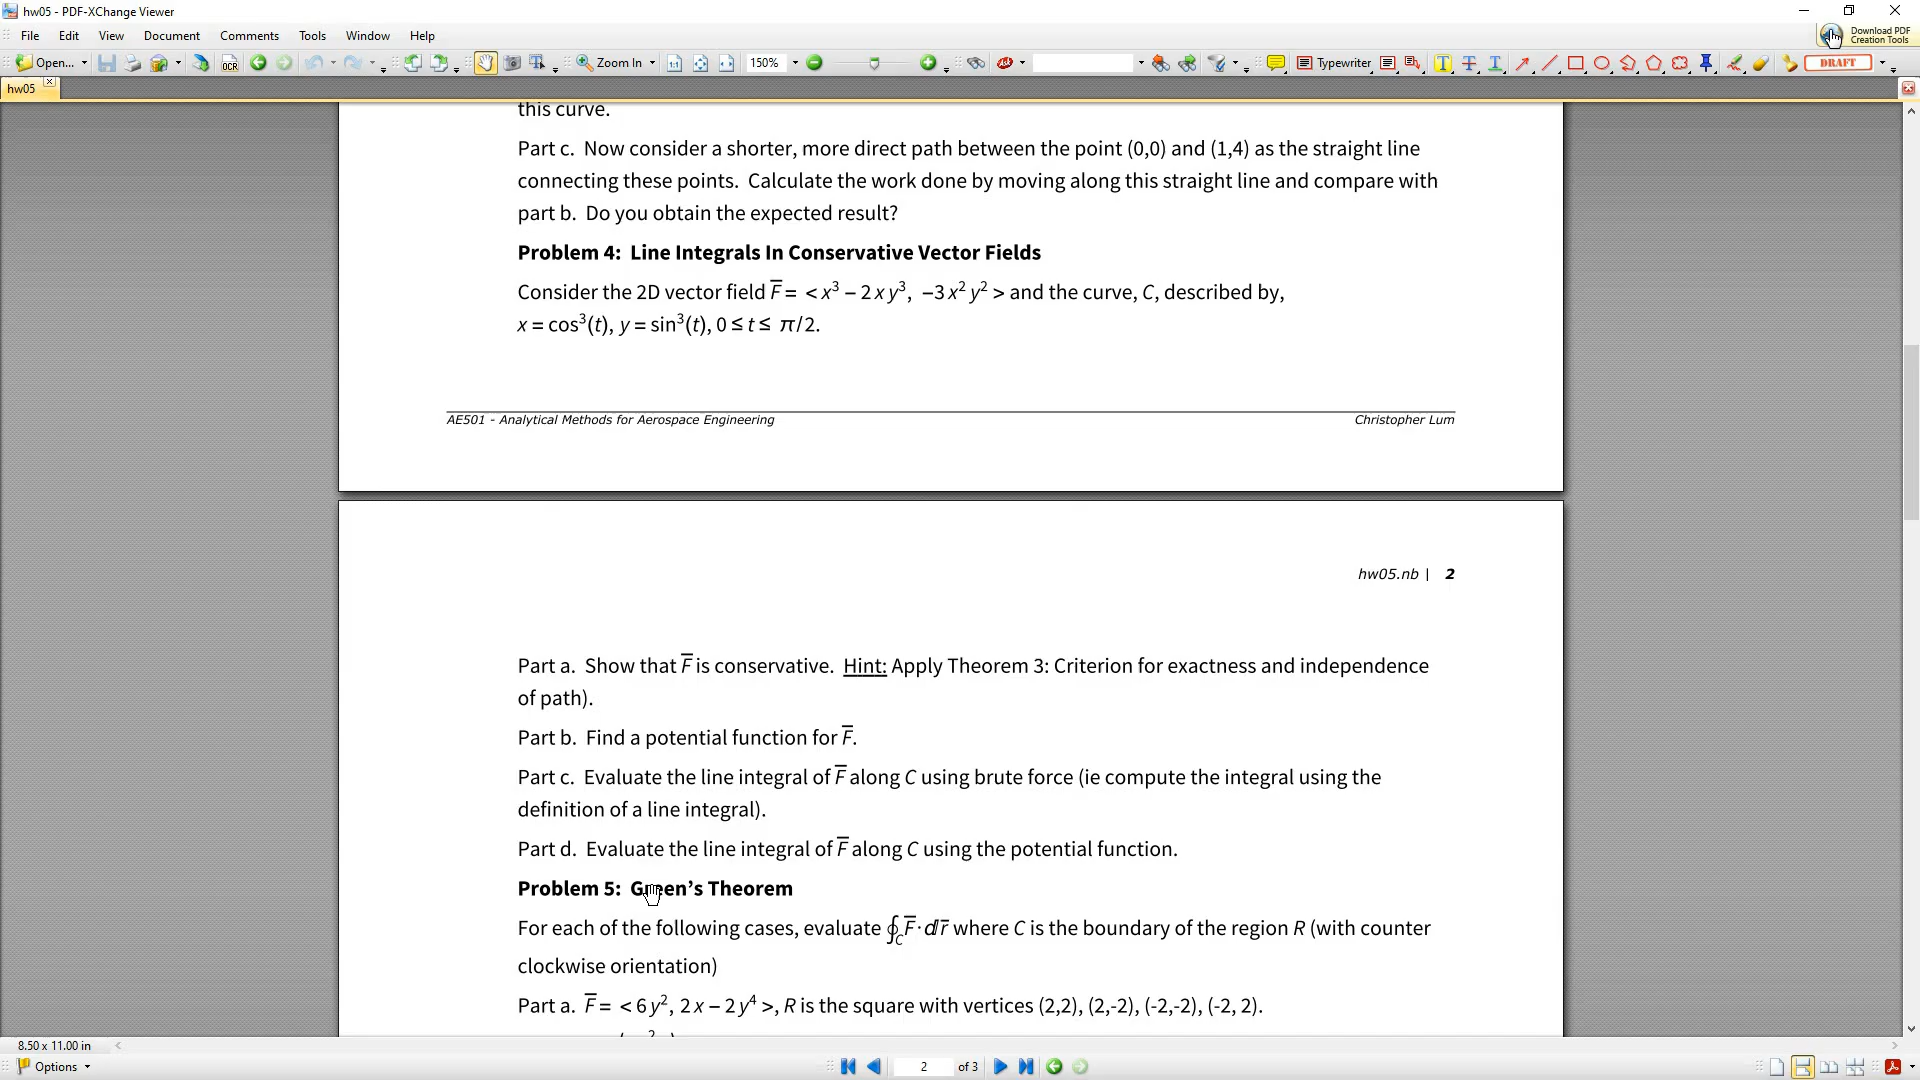 hw05 - PDF-XChange Viewer
File Edit View Document Comments Tools Window Help
Download PDF
Creation Tools
Open... OCR Zoom In 150% Typewriter DRAFT
hw05
this curve.
Part c. Now consider a shorter, more direct path between the point (0,0) and (1,4) as the straight line
connecting these points. Calculate the work done by moving along this straight line and compare with
part b. Do you obtain the expected result?
Problem 4: Line Integrals In Conservative Vector Fields
Consider the 2D vector field F̅ = < x³ − 2 x y³, −3 x² y² > and the curve, C, described by,
x = cos³(t), y = sin³(t), 0 ≤ t ≤ π/2.
AE501 - Analytical Methods for Aerospace Engineering Christopher Lum
hw05.nb | 2
Part a. Show that F̅ is conservative. Hint: Apply Theorem 3: Criterion for exactness and independence
of path).
Part b. Find a potential function for F̅.
Part c. Evaluate the line integral of F̅ along C using brute force (ie compute the integral using the
definition of a line integral).
Part d. Evaluate the line integral of F̅ along C using the potential function.
Problem 5: Green's Theorem
For each of the following cases, evaluate ∮_C F̅ · dr̅ where C is the boundary of the region R (with counter
clockwise orientation)
Part a. F̅ = < 6 y², 2 x − 2 y⁴ >, R is the square with vertices (2,2), (2,-2), (-2,-2), (-2, 2).
8.50 x 11.00 in
Options 2 of 3